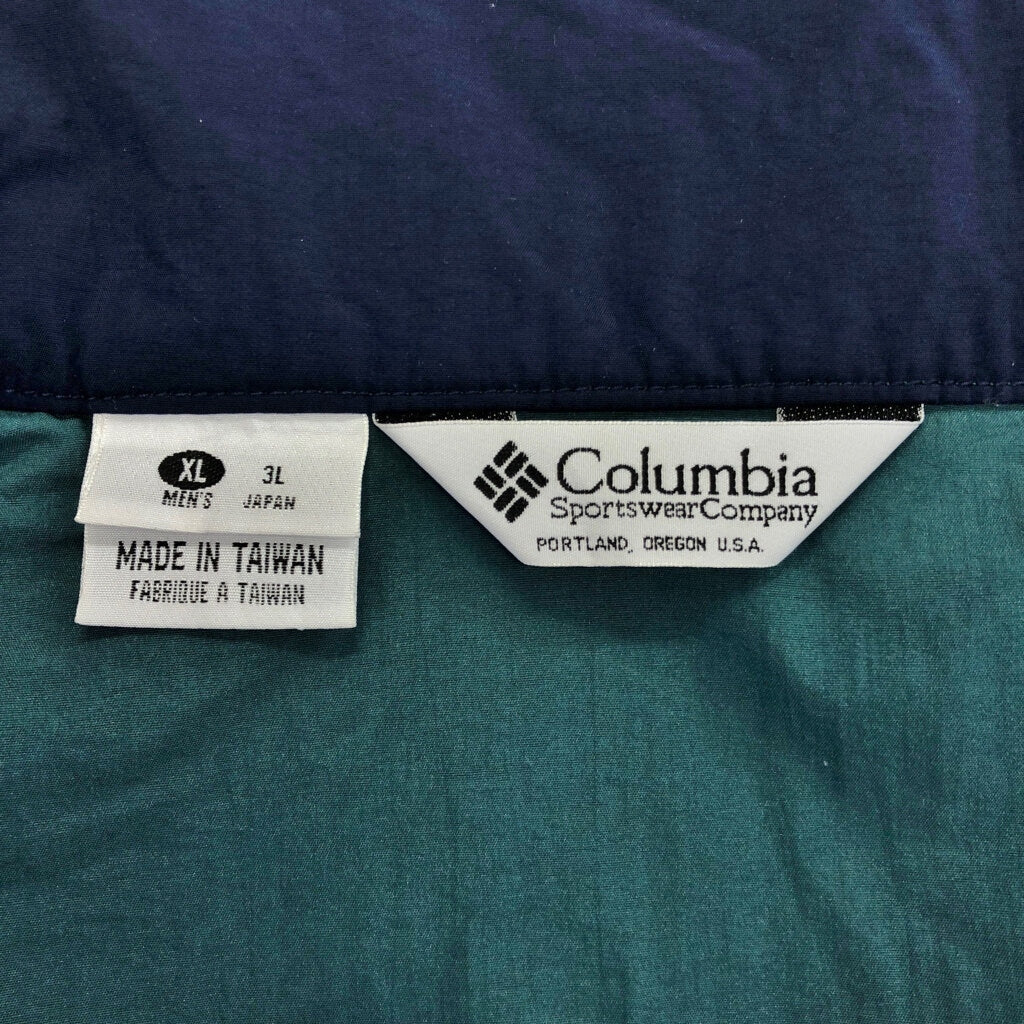 XL 3L
MEN'S JAPAN
MADE IN TAIWAN
FABRIQUE A TAIWAN
Columbia
SportswearCompany
PORTLAND, OREGON U.S.A.